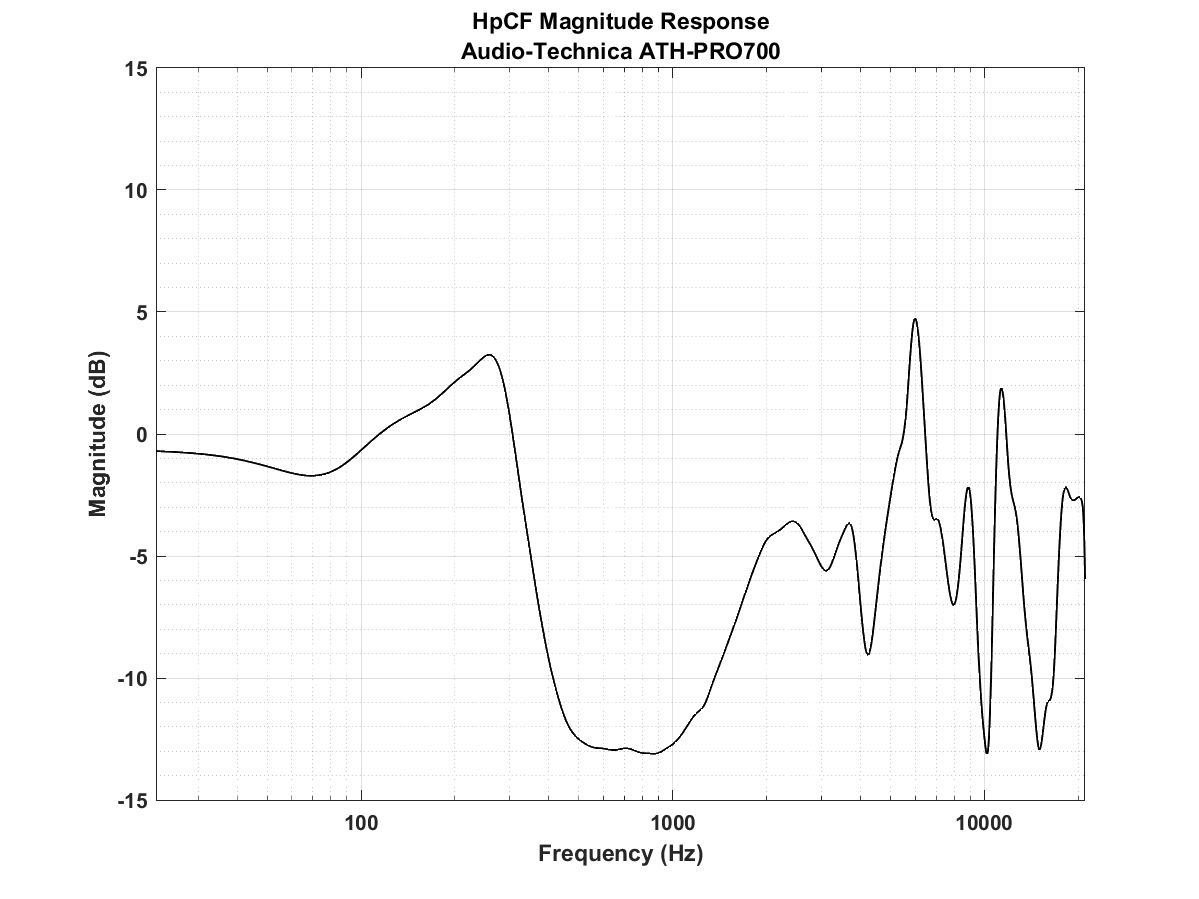 HpCF Magnitude Response
Audio-Technica ATH-PRO700
15
10
5
0
-5
-10
-15
Magnitude (dB)
100 1000 10000
Frequency (Hz)